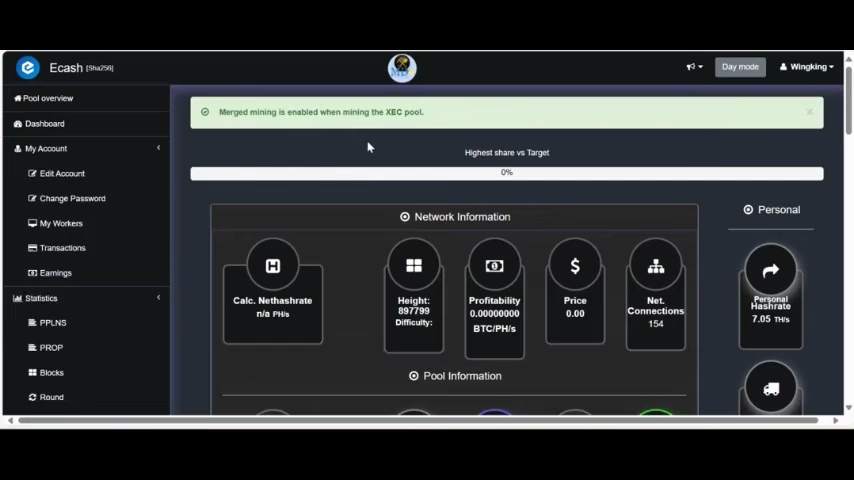 Ecash [Sha256]
Day mode
Wingking
Pool overview
Dashboard
My Account
Edit Account
Change Password
My Workers
Transactions
Earnings
Statistics
PPLNS
PROP
Blocks
Round
Merged mining is enabled when mining the XEC pool.
Highest share vs Target
0%
Network Information
Calc. Nethashrate
n/a PH/s
Height:
897799
Difficulty:
Profitability
0.00000000
BTC/PH/s
Price
0.00
Net.
Connections
154
Pool Information
Personal
Personal
Hashrate
7.05 TH/s